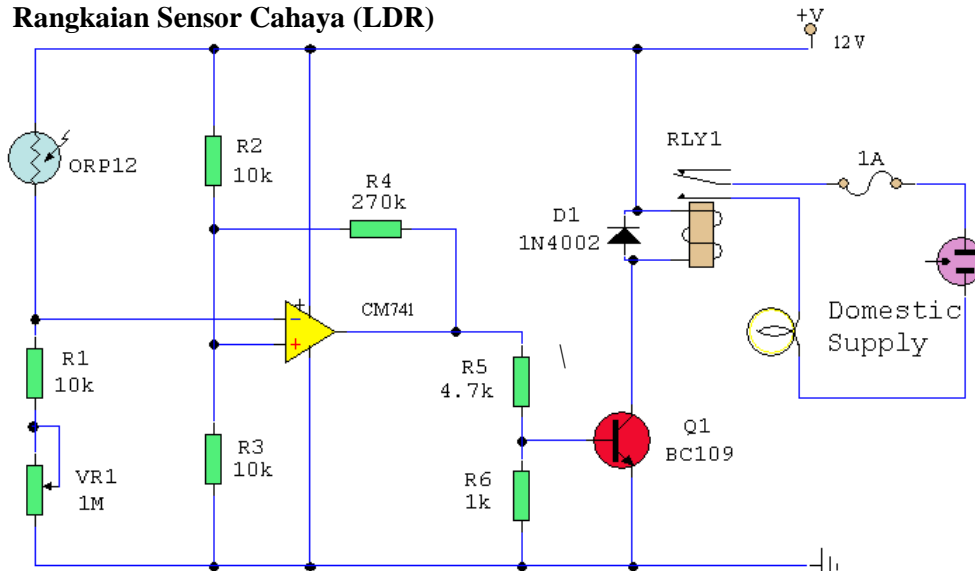 Rangkaian Sensor Cahaya (LDR)
+V
12V
ORP12
R2
10k
R4
270k
RLY1
1A
D1
1N4002
+
−
+
CM741
R1
10k
Domestic
Supply
R5
4.7k
R3
10k
Q1
BC109
VR1
1M
R6
1k